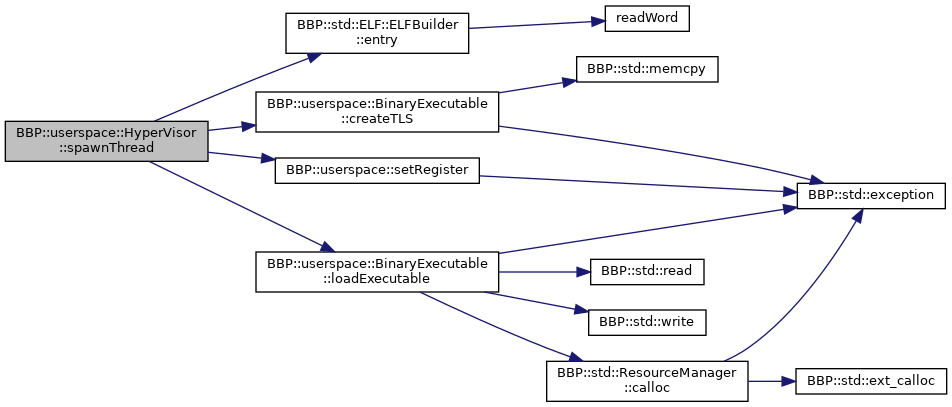 BBP::userspace::HyperVisor
::spawnThread
BBP::std::ELF::ELFBuilder
::entry
readWord
BBP::userspace::BinaryExecutable
::createTLS
BBP::std::memcpy
BBP::userspace::setRegister
BBP::std::exception
BBP::userspace::BinaryExecutable
::loadExecutable
BBP::std::read
BBP::std::write
BBP::std::ResourceManager
::calloc
BBP::std::ext_calloc